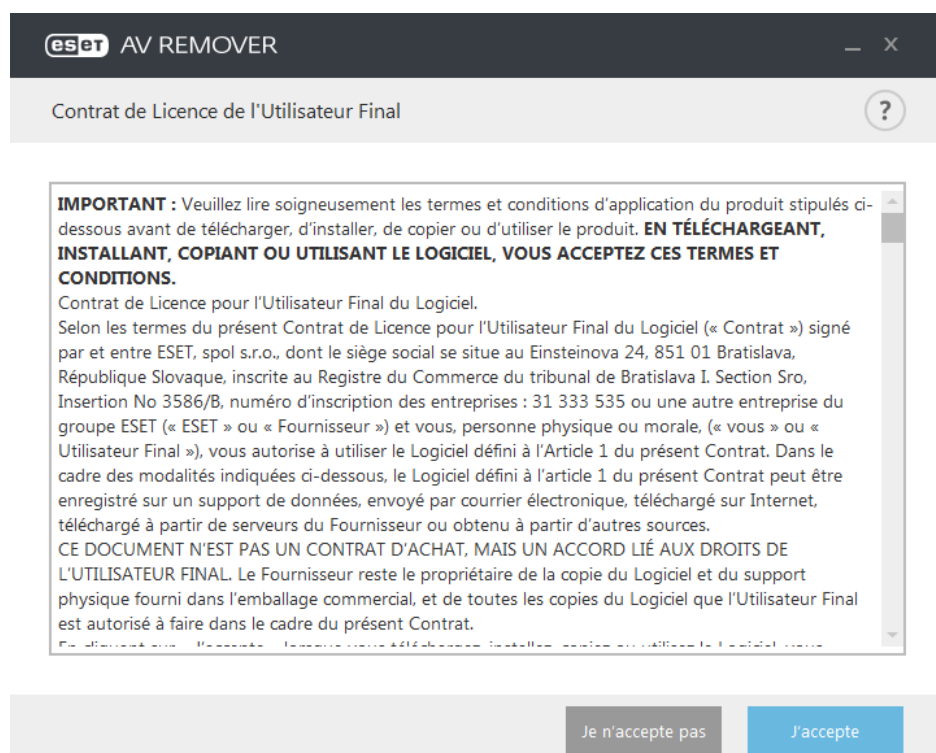 eset AV REMOVER
Contrat de Licence de l'Utilisateur Final
?
IMPORTANT : Veuillez lire soigneusement les termes et conditions d'application du produit stipulés ci-
dessous avant de télécharger, d'installer, de copier ou d'utiliser le produit. EN TÉLÉCHARGEANT,
INSTALLANT, COPIANT OU UTILISANT LE LOGICIEL, VOUS ACCEPTEZ CES TERMES ET
CONDITIONS.
Contrat de Licence pour l'Utilisateur Final du Logiciel.
Selon les termes du présent Contrat de Licence pour l'Utilisateur Final du Logiciel (« Contrat ») signé
par et entre ESET, spol s.r.o., dont le siège social se situe au Einsteinova 24, 851 01 Bratislava,
République Slovaque, inscrite au Registre du Commerce du tribunal de Bratislava I. Section Sro,
Insertion No 3586/B, numéro d'inscription des entreprises : 31 333 535 ou une autre entreprise du
groupe ESET (« ESET » ou « Fournisseur ») et vous, personne physique ou morale, (« vous » ou «
Utilisateur Final »), vous autorise à utiliser le Logiciel défini à l'Article 1 du présent Contrat. Dans le
cadre des modalités indiquées ci-dessous, le Logiciel défini à l'article 1 du présent Contrat peut être
enregistré sur un support de données, envoyé par courrier électronique, téléchargé sur Internet,
téléchargé à partir de serveurs du Fournisseur ou obtenu à partir d'autres sources.
CE DOCUMENT N'EST PAS UN CONTRAT D'ACHAT, MAIS UN ACCORD LIÉ AUX DROITS DE
L'UTILISATEUR FINAL. Le Fournisseur reste le propriétaire de la copie du Logiciel et du support
physique fourni dans l'emballage commercial, et de toutes les copies du Logiciel que l'Utilisateur Final
est autorisé à faire dans le cadre du présent Contrat.
Je n'accepte pas
J'accepte